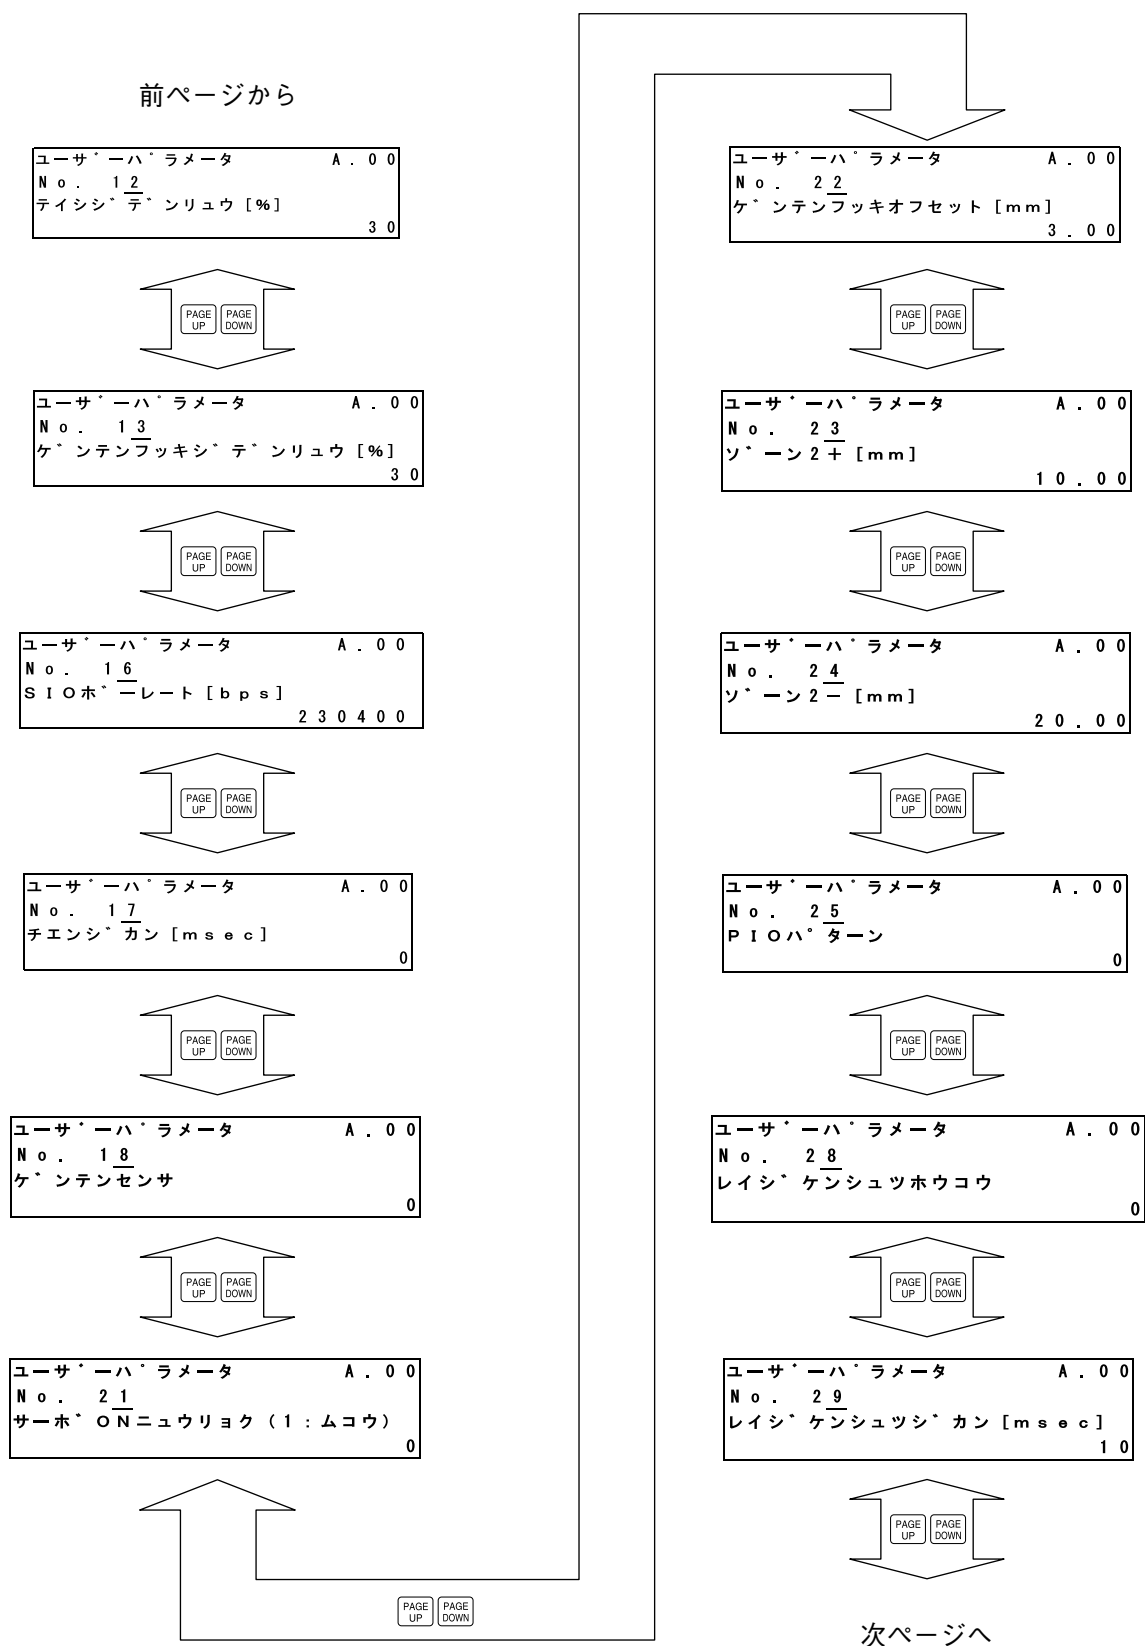 前ページから
ユーザーパラメータ A.00
No. 12
テイシジデンリュウ[%]
30
PAGE UP PAGE DOWN
ユーザーパラメータ A.00
No. 13
ゲンテンフッキジデンリュウ[%]
30
PAGE UP PAGE DOWN
ユーザーパラメータ A.00
No. 16
SIOボーレート[bps]
230400
PAGE UP PAGE DOWN
ユーザーパラメータ A.00
No. 17
チエンジカン[msec]
0
PAGE UP PAGE DOWN
ユーザーパラメータ A.00
No. 18
ゲンテンセンサ
0
PAGE UP PAGE DOWN
ユーザーパラメータ A.00
No. 21
サーボONニュウリョク(1:ムコウ)
0
PAGE UP PAGE DOWN
ユーザーパラメータ A.00
No. 22
ゲンテンフッキオフセット[mm]
3.00
PAGE UP PAGE DOWN
ユーザーパラメータ A.00
No. 23
ゾーン2+[mm]
10.00
PAGE UP PAGE DOWN
ユーザーパラメータ A.00
No. 24
ゾーン2−[mm]
20.00
PAGE UP PAGE DOWN
ユーザーパラメータ A.00
No. 25
PIOパターン
0
PAGE UP PAGE DOWN
ユーザーパラメータ A.00
No. 28
レイジケンシュツホウコウ
0
PAGE UP PAGE DOWN
ユーザーパラメータ A.00
No. 29
レイジケンシュツジカン[msec]
10
PAGE UP PAGE DOWN
次ページへ